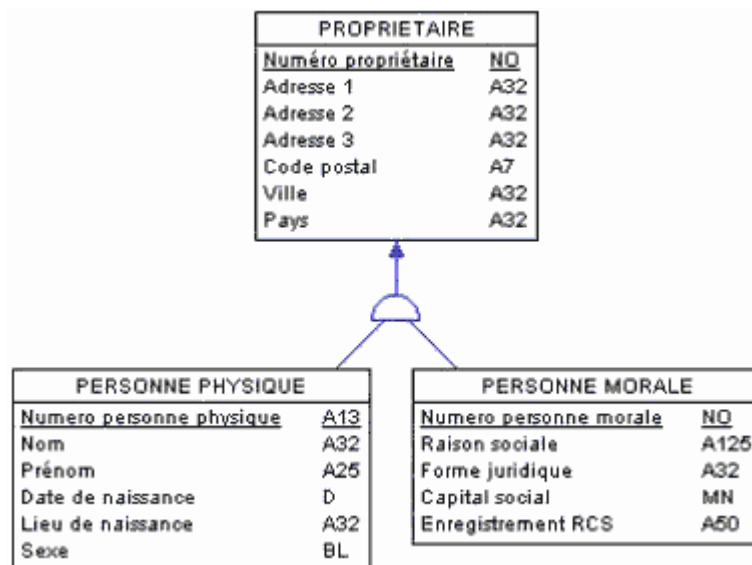 PROPRIETAIRE
Numéro propriétaire NO
Adresse 1 A32
Adresse 2 A32
Adresse 3 A32
Code postal A7
Ville A32
Pays A32
PERSONNE PHYSIQUE
Numero personne physique A13
Nom A32
Prénom A25
Date de naissance D
Lieu de naissance A32
Sexe BL
PERSONNE MORALE
Numero personne morale NO
Raison sociale A125
Forme juridique A32
Capital social MN
Enregistrement RCS A50